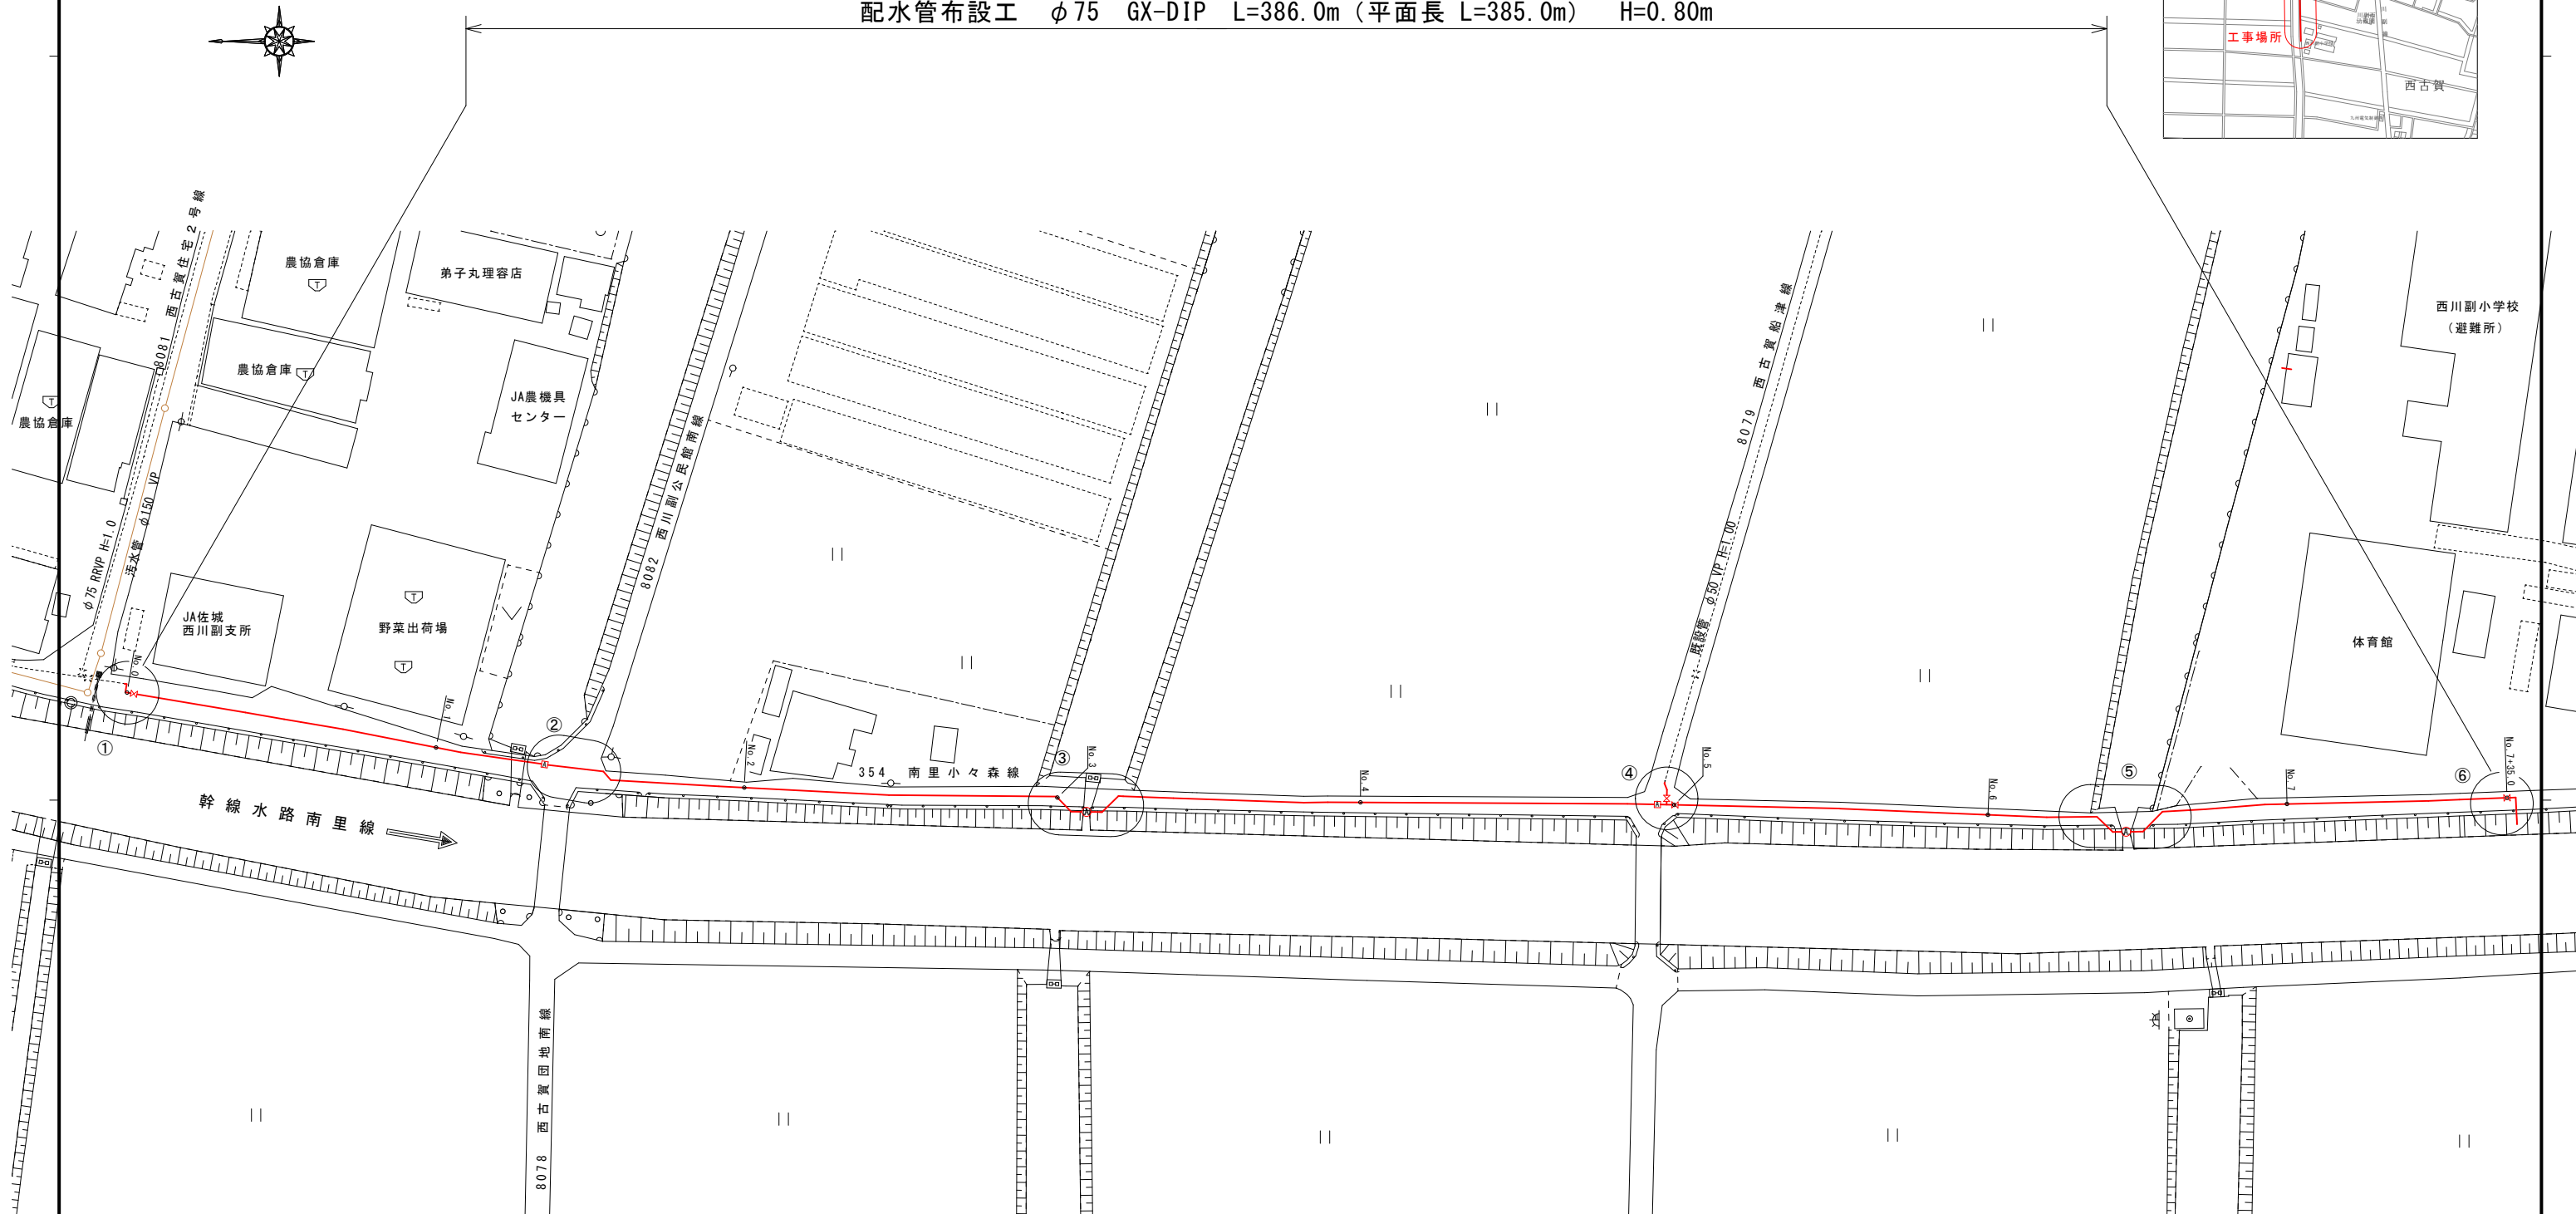 配水管布設工　φ75　GX-DIP　L=386.0m（平面長 L=385.0m）　H=0.80m
工事場所
西古賀
8081　西古賀住宅2号線
農協倉庫
弟子丸理容店
農協倉庫
農協倉庫
JA農機具
センター
φ75 RRVP H=1.0
汚水管　φ150　VP
JA佐城
西川副支所
野菜出荷場
8082　西川副公民館南線
8079　西古賀船津線
既設管　φ50 VP H=1.00
西川副小学校
（避難所）
体育館
No.0
No.1
No.2
No.3
No.4
No.5
No.6
No.7
No.7+35.0
①
②
③
④
⑤
⑥
354　南里小々森線
幹線水路南里線
8078　西古賀団地南線